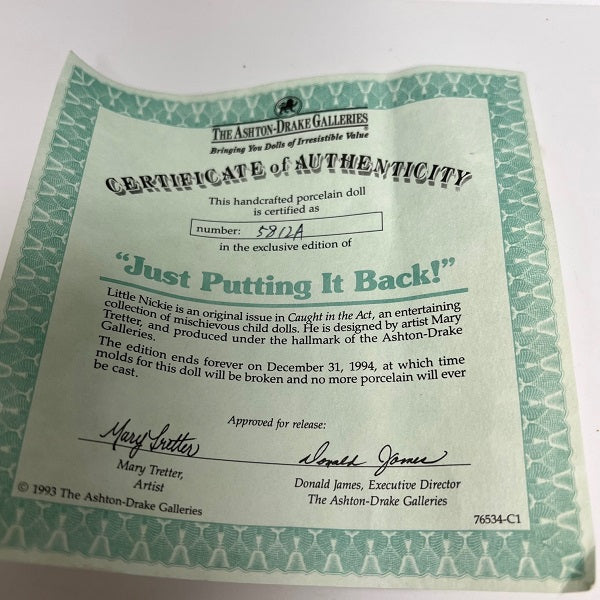 THE ASHTON-DRAKE GALLERIES®
Bringing You Dolls of Irresistible Value
CERTIFICATE of AUTHENTICITY
This handcrafted porcelain doll
is certified as
number: 5812A
in the exclusive edition of
“Just Putting It Back!”
Little Nickie is an original issue in Caught in the Act, an entertaining
collection of mischievous child dolls. He is designed by artist Mary
Tretter, and produced under the hallmark of the Ashton-Drake
Galleries.
The edition ends forever on December 31, 1994, at which time
molds for this doll will be broken and no more porcelain will ever
be cast.
Approved for release:
Mary Tretter Donald James
Mary Tretter,
Artist
Donald James, Executive Director
The Ashton-Drake Galleries
© 1993 The Ashton-Drake Galleries
76534-C1